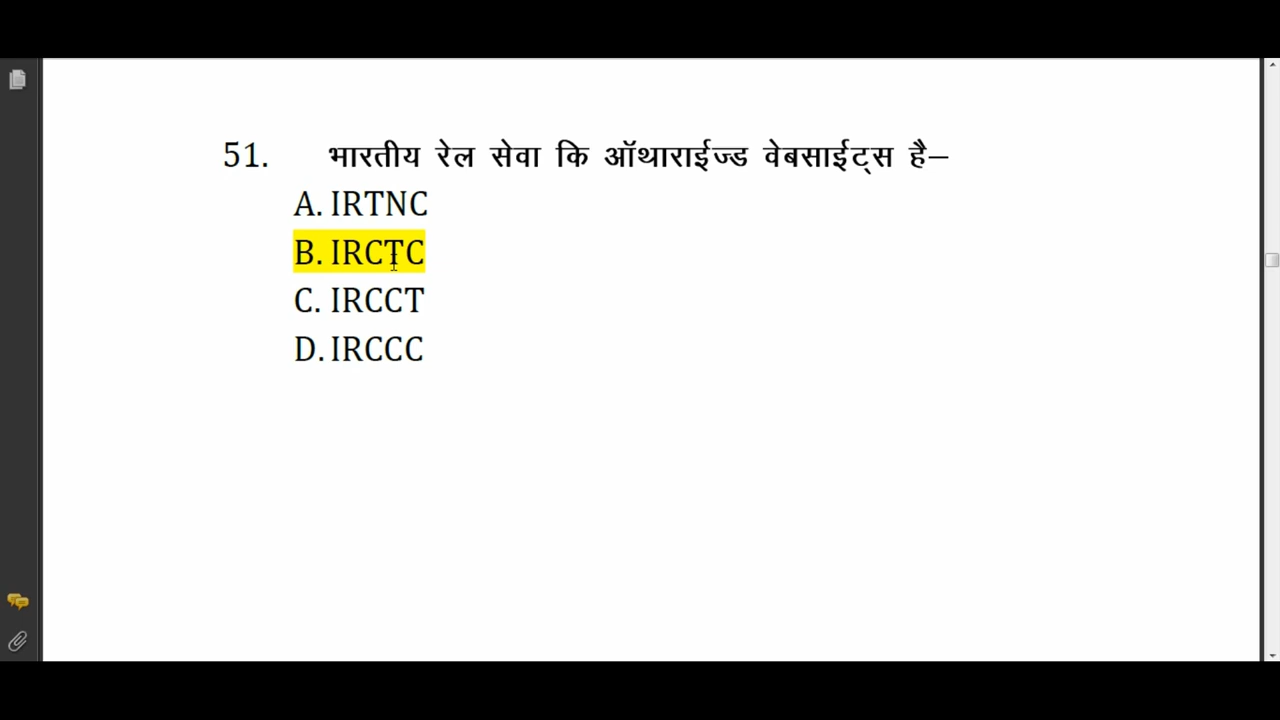 51. भारतीय रेल सेवा कि ऑथाराईज्ड वेबसाईट्स है–
A. IRTNC
B. IRCTC
C. IRCCT
D. IRCCC